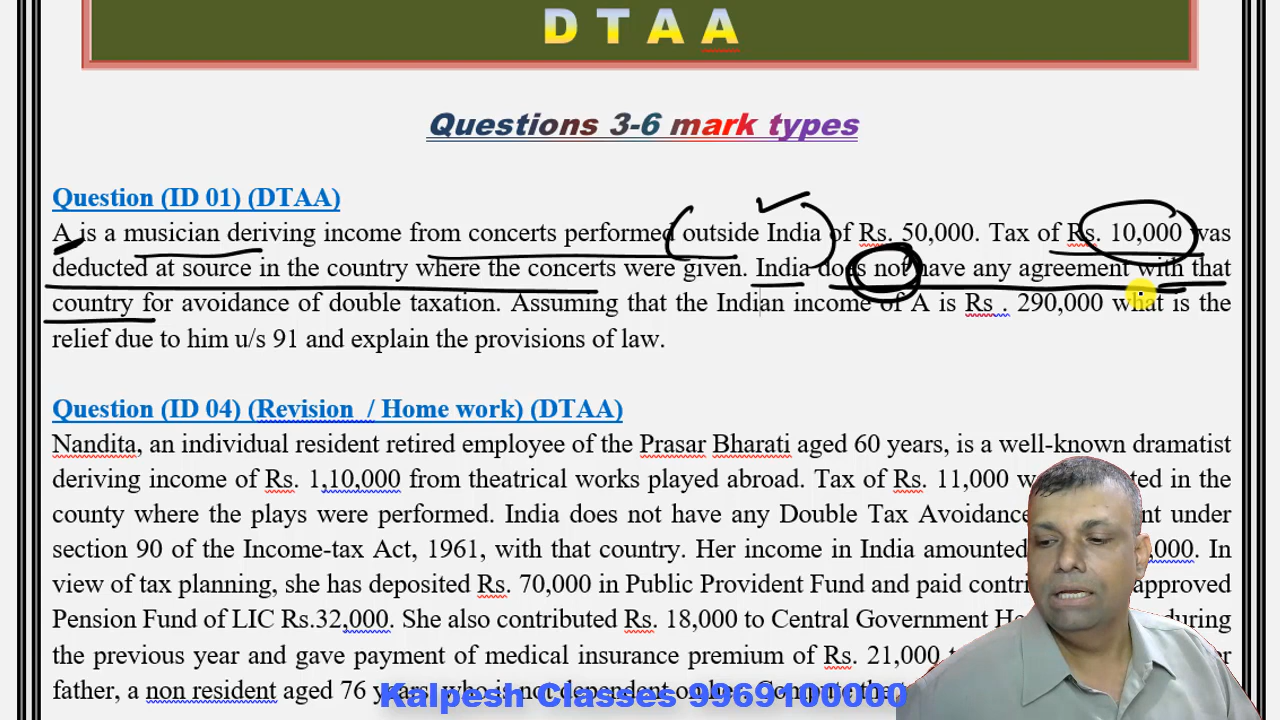 DTAA
Questions 3-6 mark types
Question (ID 01) (DTAA)
A is a musician deriving income from concerts performed outside India of Rs. 50,000. Tax of Rs. 10,000 was
deducted at source in the country where the concerts were given. India does not have any agreement with that
country for avoidance of double taxation. Assuming that the Indian income of A is Rs . 290,000 what is the
relief due to him u/s 91 and explain the provisions of law.
Question (ID 04) (Revision / Home work) (DTAA)
Nandita, an individual resident retired employee of the Prasar Bharati aged 60 years, is a well-known dramatist
deriving income of Rs. 1,10,000 from theatrical works played abroad. Tax of Rs. 11,000 in the
county where the plays were performed. India does not have any Double Tax under
section 90 of the Income-tax Act, 1961, with that country. Her income in India amounted In
view of tax planning, she has deposited Rs. 70,000 in Public Provident Fund and paid approved
Pension Fund of LIC Rs.32,000. She also contributed Rs. 18,000 to Central Government during
the previous year and gave payment of medical insurance premium of Rs. 21,000
father, a non resident aged 76
Kalpesh Classes 9969100000